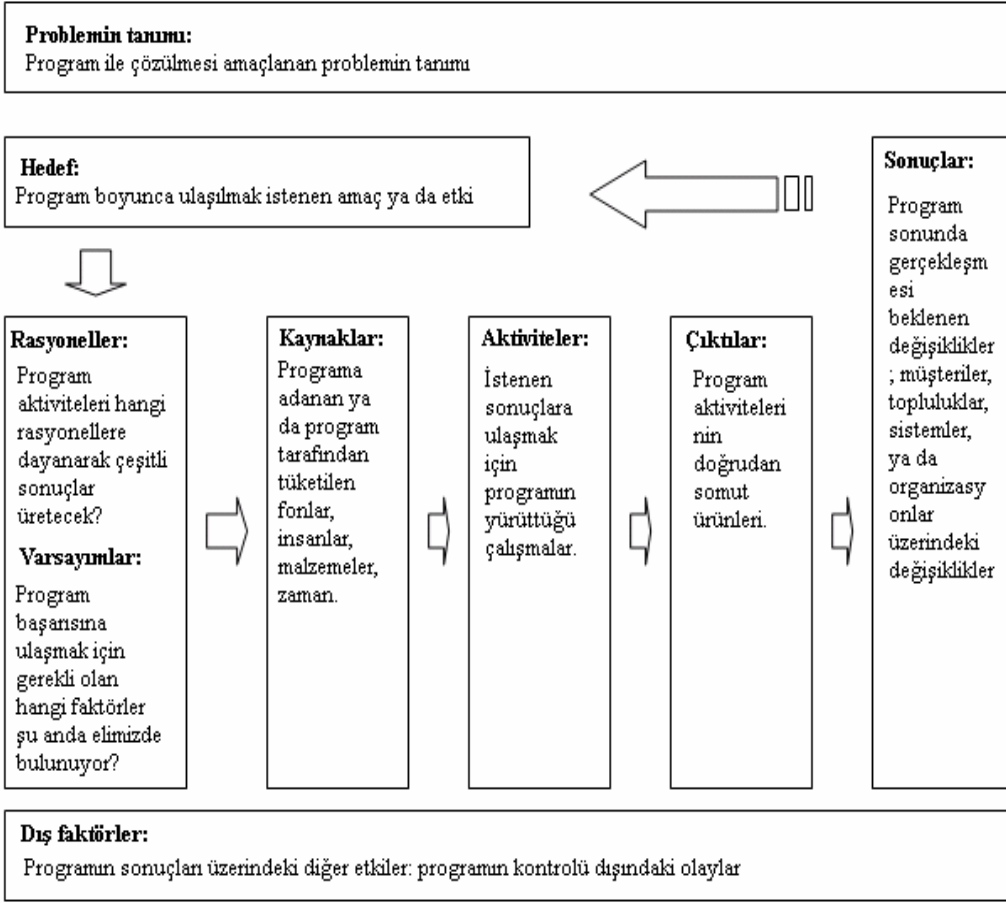 Problemin tanımı:
Program ile çözülmesi amaçlanan problemin tanımı
Hedef:
Program boyunca ulaşılmak istenen amaç ya da etki
Rasyoneller:
Program
aktiviteleri hangi
rasyonellere
dayanarak çeşitli
sonuçlar
üretecek?
Varsayımlar:
Program
başarısına
ulaşmak için
gerekli olan
hangi faktörler
şu anda elimizde
bulunuyor?
Kaynaklar:
Programa
adanan ya
da program
tarafından
tüketilen
fonlar,
insanlar,
malzemeler,
zaman.
Aktiviteler:
İstenen
sonuçlara
ulaşmak
için
programın
yürüttüğü
çalışmalar.
Çıktılar:
Program
aktiviteleri
nin
doğrudan
somut
ürünleri.
Sonuçlar:
Program
sonunda
gerçekleşm
esi
beklenen
değişiklikler
; müşteriler,
topluluklar,
sistemler,
ya da
organizasy
onlar
üzerindeki
değişiklikler
Dış faktörler:
Programın sonuçları üzerindeki diğer etkiler: programın kontrolü dışındaki olaylar